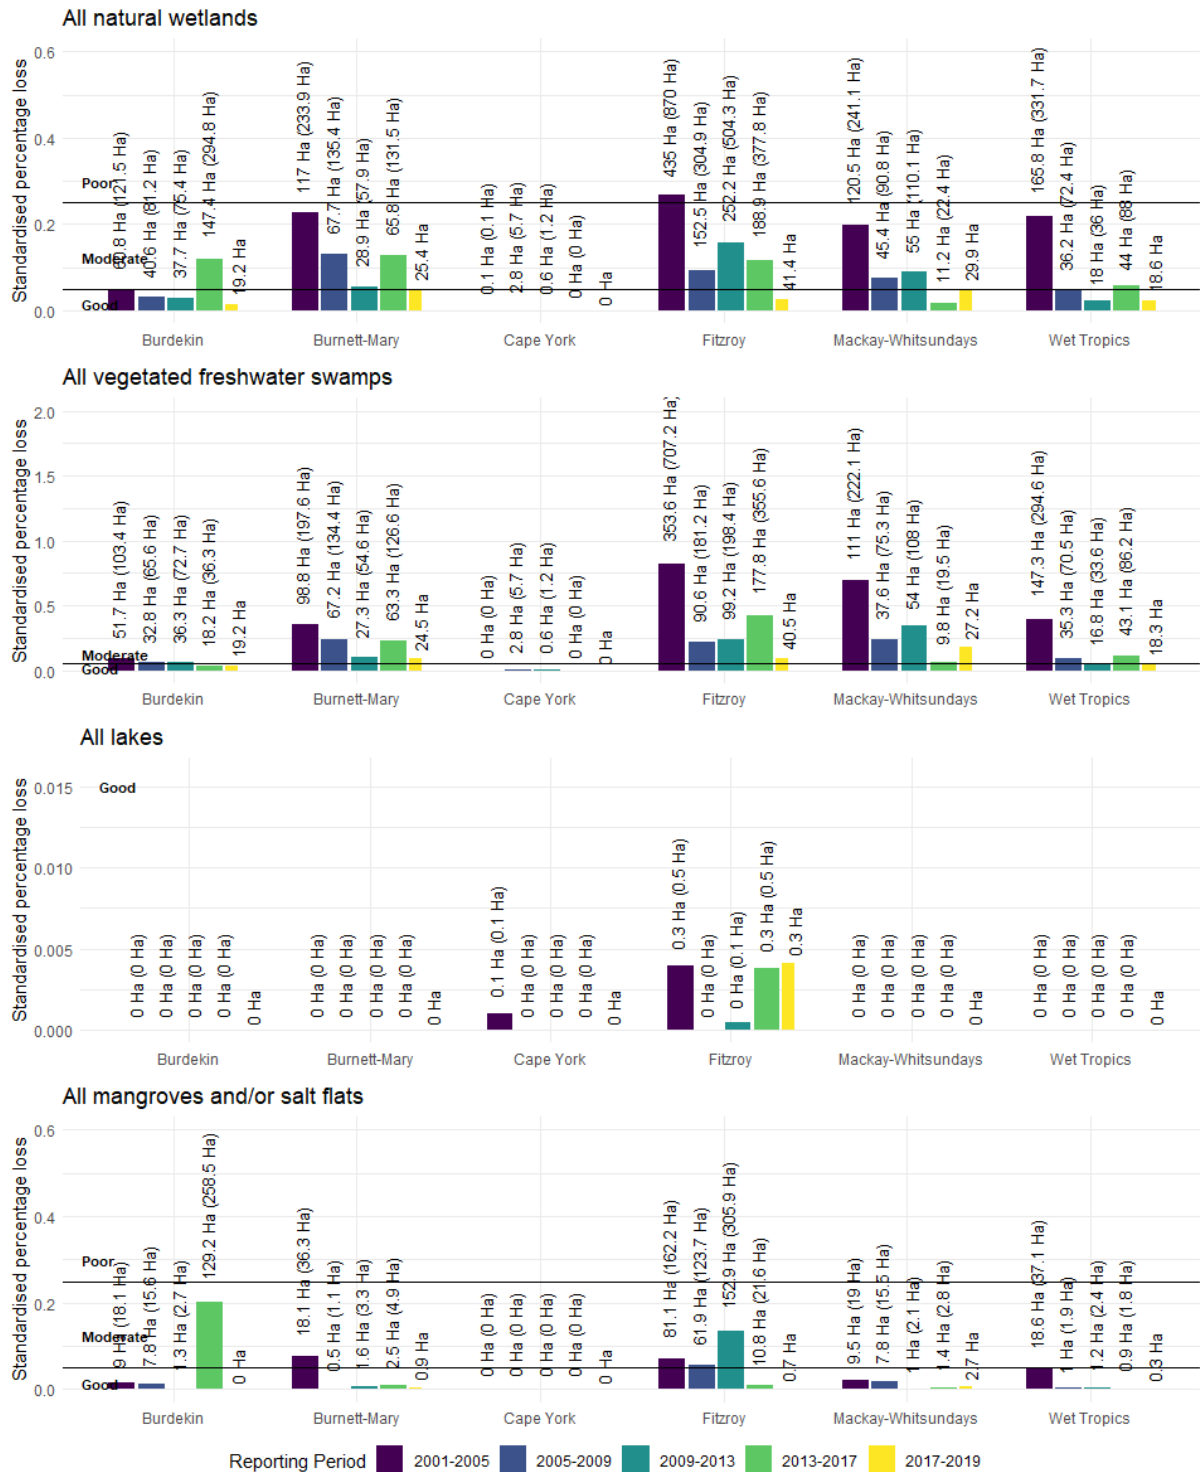 All natural wetlands
Standardised percentage loss
0.6
0.4
0.2
0.0
Poor
Moderate
Good
60.8 Ha (121.5 Ha)
40.6 Ha (81.2 Ha)
37.7 Ha (75.4 Ha)
147.4 Ha (294.8 Ha)
19.2 Ha
117 Ha (233.9 Ha)
67.7 Ha (135.4 Ha)
28.9 Ha (57.9 Ha)
65.8 Ha (131.5 Ha)
25.4 Ha
0.1 Ha (0.1 Ha)
2.8 Ha (5.7 Ha)
0.6 Ha (1.2 Ha)
0 Ha (0 Ha)
0 Ha
435 Ha (870 Ha)
152.5 Ha (304.9 Ha)
252.2 Ha (504.3 Ha)
188.9 Ha (377.8 Ha)
41.4 Ha
120.5 Ha (241.1 Ha)
45.4 Ha (90.8 Ha)
55 Ha (110.1 Ha)
11.2 Ha (22.4 Ha)
29.9 Ha
165.8 Ha (331.7 Ha)
36.2 Ha (72.4 Ha)
18 Ha (36 Ha)
44 Ha (88 Ha)
18.6 Ha
Burdekin
Burnett-Mary
Cape York
Fitzroy
Mackay-Whitsundays
Wet Tropics
All vegetated freshwater swamps
Standardised percentage loss
2.0
1.5
1.0
0.5
0.0
Moderate
Good
51.7 Ha (103.4 Ha)
32.8 Ha (65.6 Ha)
36.3 Ha (72.7 Ha)
18.2 Ha (36.3 Ha)
19.2 Ha
98.8 Ha (197.6 Ha)
67.2 Ha (134.4 Ha)
27.3 Ha (54.6 Ha)
63.3 Ha (126.6 Ha)
24.5 Ha
0 Ha (0 Ha)
2.8 Ha (5.7 Ha)
0.6 Ha (1.2 Ha)
0 Ha (0 Ha)
0 Ha
353.6 Ha (707.2 Ha)
90.6 Ha (181.2 Ha)
99.2 Ha (198.4 Ha)
177.8 Ha (355.6 Ha)
40.5 Ha
111 Ha (222.1 Ha)
37.6 Ha (75.3 Ha)
54 Ha (108 Ha)
9.8 Ha (19.5 Ha)
27.2 Ha
147.3 Ha (294.6 Ha)
35.3 Ha (70.5 Ha)
16.8 Ha (33.6 Ha)
43.1 Ha (86.2 Ha)
18.3 Ha
Burdekin
Burnett-Mary
Cape York
Fitzroy
Mackay-Whitsundays
Wet Tropics
All lakes
Standardised percentage loss
0.015
0.010
0.005
0.000
Good
0 Ha (0 Ha)
0 Ha (0 Ha)
0 Ha (0 Ha)
0 Ha (0 Ha)
0 Ha
0 Ha (0 Ha)
0 Ha (0 Ha)
0 Ha (0 Ha)
0 Ha (0 Ha)
0 Ha
0.1 Ha (0.1 Ha)
0 Ha (0 Ha)
0 Ha (0 Ha)
0 Ha (0 Ha)
0 Ha
0.3 Ha (0.5 Ha)
0 Ha (0 Ha)
0 Ha (0.1 Ha)
0.3 Ha (0.5 Ha)
0.3 Ha
0 Ha (0 Ha)
0 Ha (0 Ha)
0 Ha (0 Ha)
0 Ha (0 Ha)
0 Ha
0 Ha (0 Ha)
0 Ha (0 Ha)
0 Ha (0 Ha)
0 Ha (0 Ha)
0 Ha
Burdekin
Burnett-Mary
Cape York
Fitzroy
Mackay-Whitsundays
Wet Tropics
All mangroves and/or salt flats
Standardised percentage loss
0.6
0.4
0.2
0.0
Poor
Moderate
Good
9 Ha (18.1 Ha)
7.8 Ha (15.6 Ha)
1.3 Ha (2.7 Ha)
129.2 Ha (258.5 Ha)
0 Ha
18.1 Ha (36.3 Ha)
0.5 Ha (1.1 Ha)
1.6 Ha (3.3 Ha)
2.5 Ha (4.9 Ha)
0.9 Ha
0 Ha (0 Ha)
0 Ha (0 Ha)
0 Ha (0 Ha)
0 Ha (0 Ha)
0 Ha
81.1 Ha (162.2 Ha)
61.9 Ha (123.7 Ha)
152.9 Ha (305.9 Ha)
10.8 Ha (21.6 Ha)
0.7 Ha
9.5 Ha (19 Ha)
7.8 Ha (15.5 Ha)
1 Ha (2.1 Ha)
1.4 Ha (2.8 Ha)
2.7 Ha
18.6 Ha (37.1 Ha)
1 Ha (1.9 Ha)
1.2 Ha (2.4 Ha)
0.9 Ha (1.8 Ha)
0.3 Ha
Burdekin
Burnett-Mary
Cape York
Fitzroy
Mackay-Whitsundays
Wet Tropics
Reporting Period 2001-2005 2005-2009 2009-2013 2013-2017 2017-2019